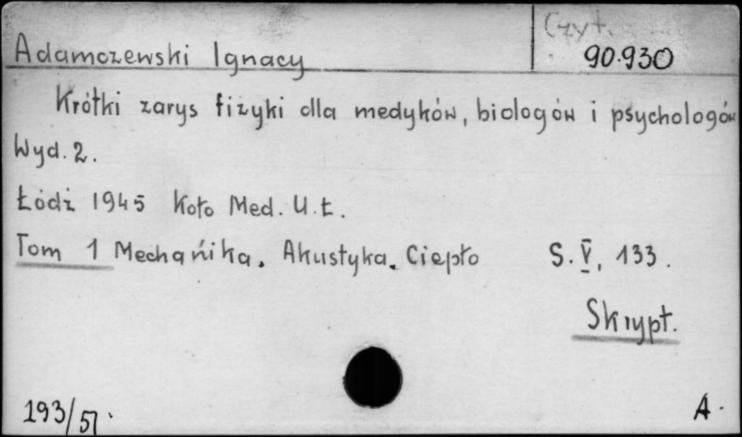 Czyt.
Adamczewski Ignacy 90.930
Krótki zarys fizyki dla medyków, biologów i psychologów
Wyd. 2.
Łódź 1945 Koło Med. U.Ł.
Tom 1 Mechanika. Akustyka. Ciepło S. V, 133.
Skrypt.
193/51. A.